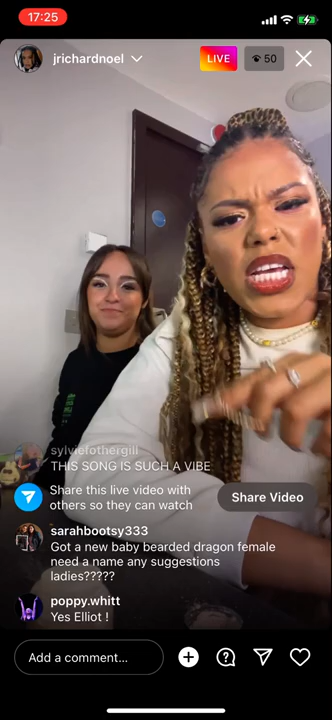 17:25
jrichardnoel
LIVE
50
sylviefothergill
THIS SONG IS SUCH A VIBE
Share this live video with
others so they can watch
Share Video
sarahbootsy333
Got a new baby bearded dragon female
need a name any suggestions
ladies?????
poppy.whitt
Yes Elliot !
Add a comment...